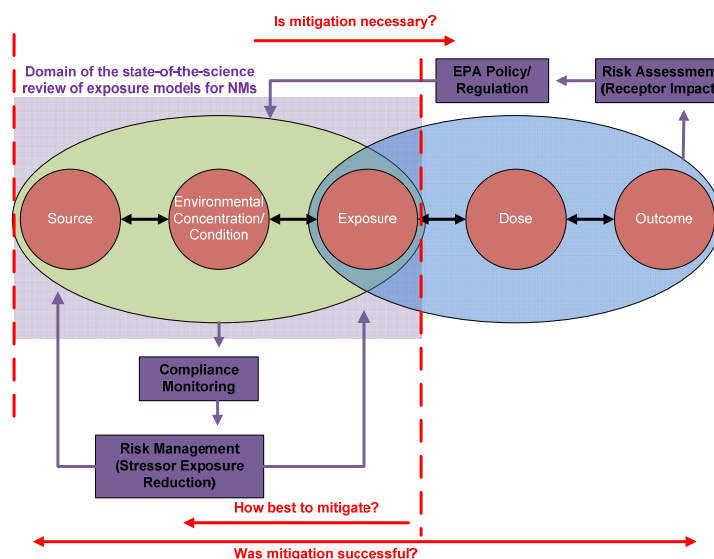 Is mitigation necessary?
Domain of the state-of-the-science
review of exposure models for NMs
EPA Policy/
Regulation
Risk Assessment
(Receptor Impact
Source
Environmental
Concentration/
Condition
Exposure
Dose
Outcome
Compliance
Monitoring
Risk Management
(Stressor Exposure
Reduction)
How best to mitigate?
Was mitigation successful?